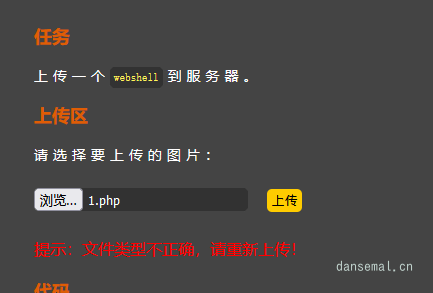 任务
上传一个 webshell 到服务器。
上传区
请选择要上传的图片：
浏览... 1.php 上传
提示：文件类型不正确，请重新上传！
dansemal.cn
代码